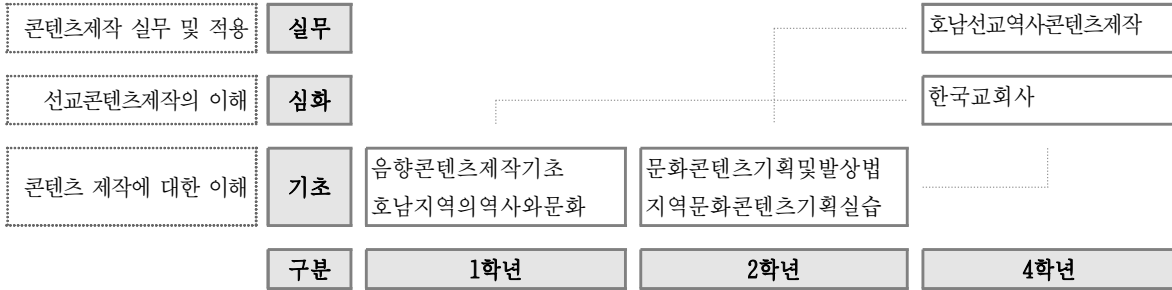 콘텐츠제작 실무 및 적용 실무 호남선교역사콘텐츠제작
선교콘텐츠제작의 이해 심화 한국교회사
콘텐츠 제작에 대한 이해 기초
음향콘텐츠제작기초
호남지역의역사와문화
문화콘텐츠기획및발상법
지역문화콘텐츠기획실습
구분 1학년 2학년 4학년